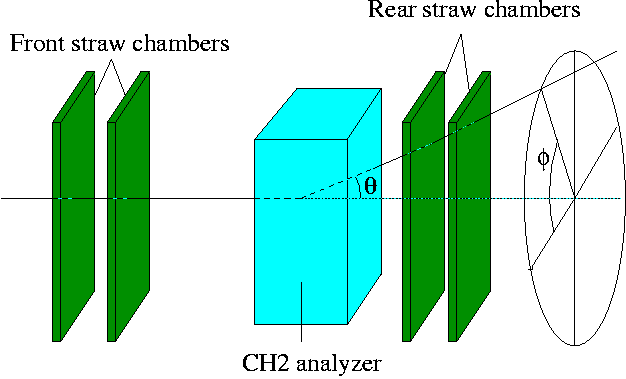 Rear straw chambers
Front straw chambers
ϕ
θ
CH2 analyzer